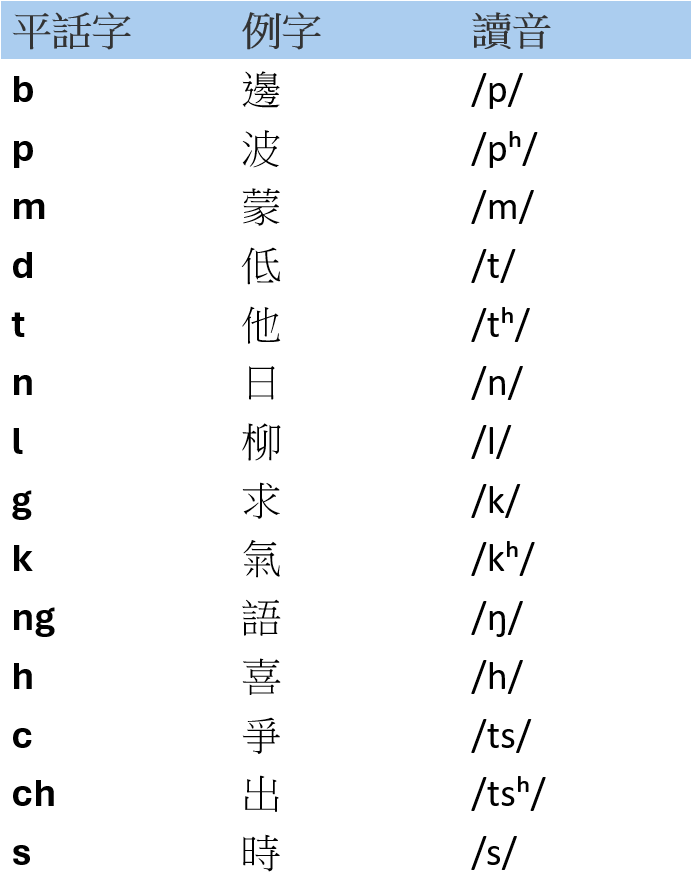 平話字 例字 讀音
b 邊 /p/
p 波 /pʰ/
m 蒙 /m/
d 低 /t/
t 他 /tʰ/
n 日 /n/
l 柳 /l/
g 求 /k/
k 氣 /kʰ/
ng 語 /ŋ/
h 喜 /h/
c 爭 /ts/
ch 出 /tsʰ/
s 時 /s/